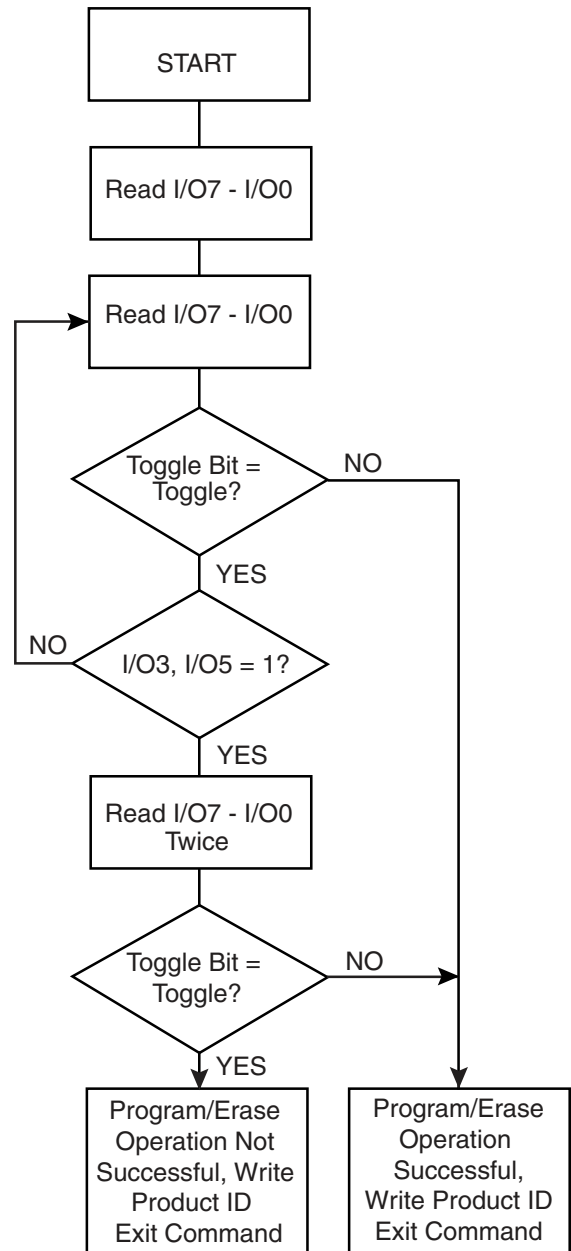 START
Read I/O7 - I/O0
Read I/O7 - I/O0
Toggle Bit =
Toggle?
NO
YES
NO
I/O3, I/O5 = 1?
YES
Read I/O7 - I/O0
Twice
Toggle Bit =
Toggle?
NO
YES
Program/Erase
Operation Not
Successful, Write
Product ID
Exit Command
Program/Erase
Operation
Successful,
Write Product ID
Exit Command